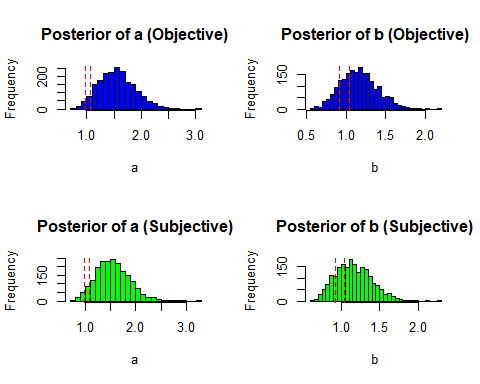 Posterior of a (Objective)
Frequency
200
0
1.0 2.0 3.0
a
Posterior of b (Objective)
Frequency
150
0
0.5 1.0 1.5 2.0
b
Posterior of a (Subjective)
Frequency
150
0
1.0 2.0 3.0
a
Posterior of b (Subjective)
Frequency
150
0
1.0 1.5 2.0
b